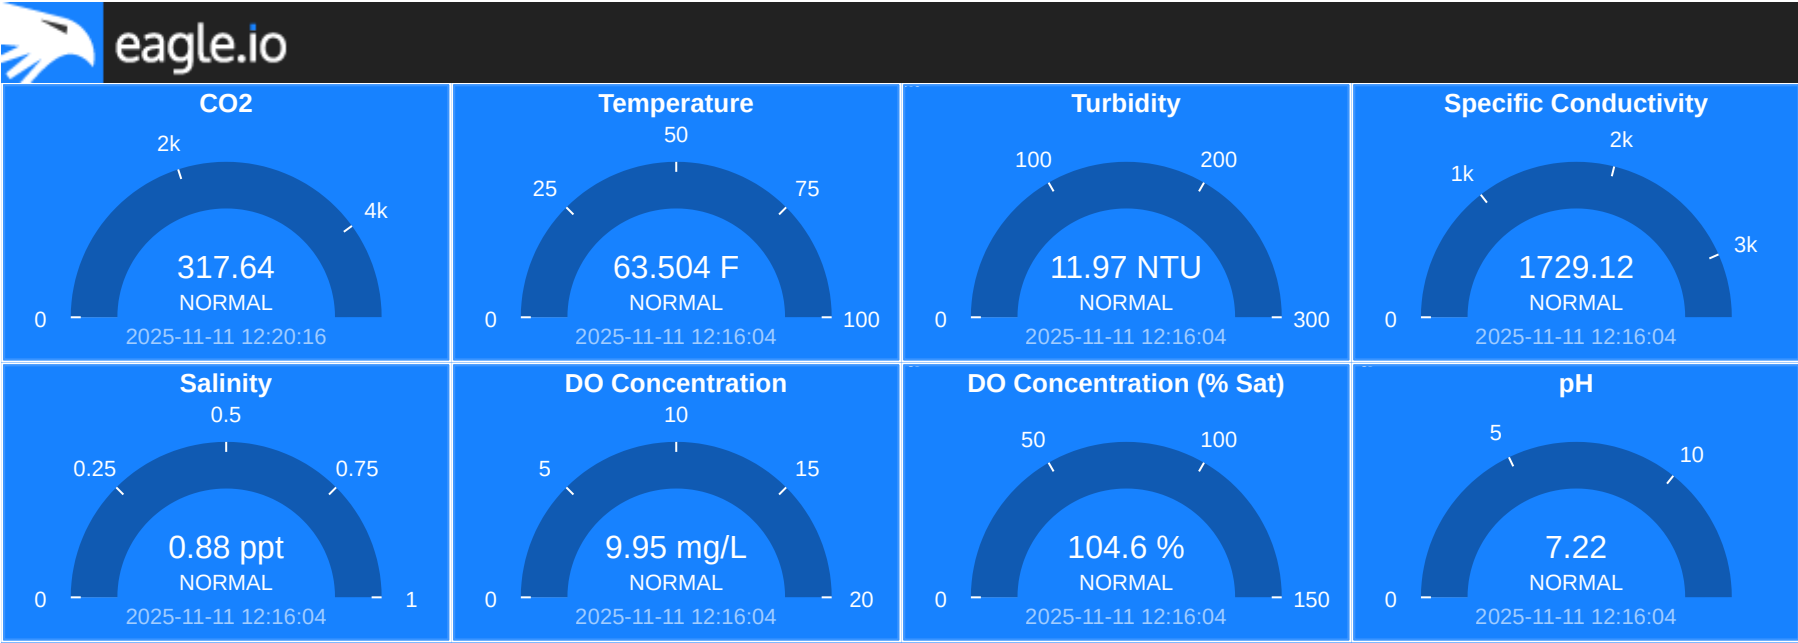 eagle.io
CO2
2k
4k
0
317.64
NORMAL
2025-11-11 12:20:16
Temperature
50
25
75
0
100
63.504 F
NORMAL
2025-11-11 12:16:04
Turbidity
100
200
0
300
11.97 NTU
NORMAL
2025-11-11 12:16:04
Specific Conductivity
2k
1k
3k
0
1729.12
NORMAL
2025-11-11 12:16:04
Salinity
0.5
0.25
0.75
0
1
0.88 ppt
NORMAL
2025-11-11 12:16:04
DO Concentration
10
5
15
0
20
9.95 mg/L
NORMAL
2025-11-11 12:16:04
DO Concentration (% Sat)
50
100
0
150
104.6 %
NORMAL
2025-11-11 12:16:04
pH
5
10
0
7.22
NORMAL
2025-11-11 12:16:04